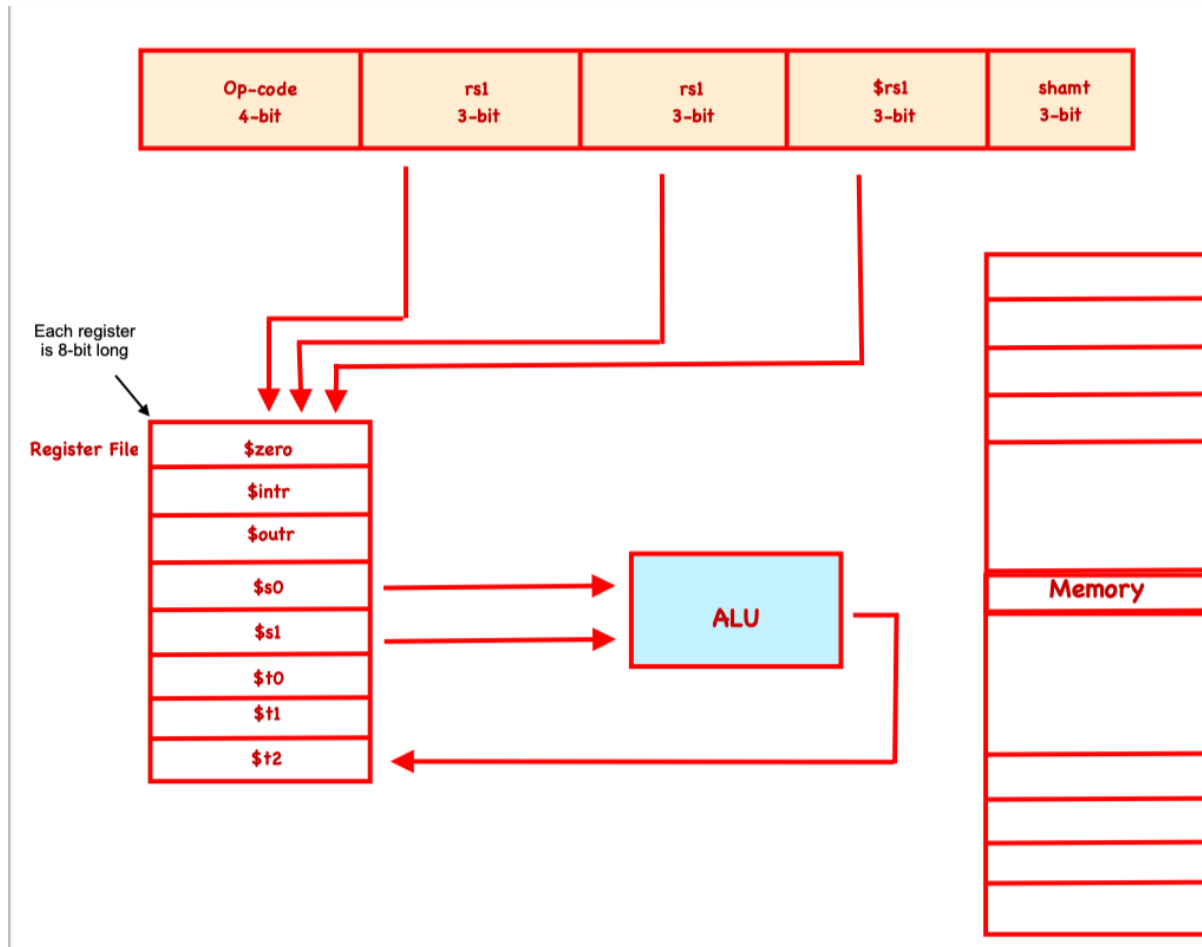 Op-code
4-bit
rs1
3-bit
rs1
3-bit
$rs1
3-bit
shamt
3-bit
Each register
is 8-bit long
Register File
$zero
$intr
$outr
$s0
$s1
$t0
$t1
$t2
ALU
Memory